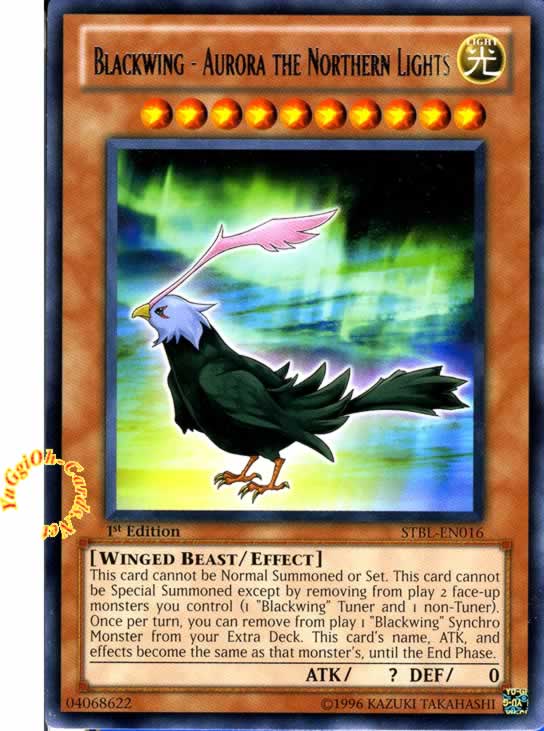 BLACKWING - AURORA THE NORTHERN LIGHTS
LIGHT
光
YuGgiOh-Cards.Net
1st Edition
STBL-EN016
[WINGED BEAST/EFFECT]
This card cannot be Normal Summoned or Set. This card cannot
be Special Summoned except by removing from play 2 face-up
monsters you control (1 "Blackwing" Tuner and 1 non-Tuner).
Once per turn, you can remove from play 1 "Blackwing" Synchro
Monster from your Extra Deck. This card's name, ATK, and
effects become the same as that monster's, until the End Phase.
ATK/ ? DEF/ 0
04068622
©1996 KAZUKI TAKAHASHI